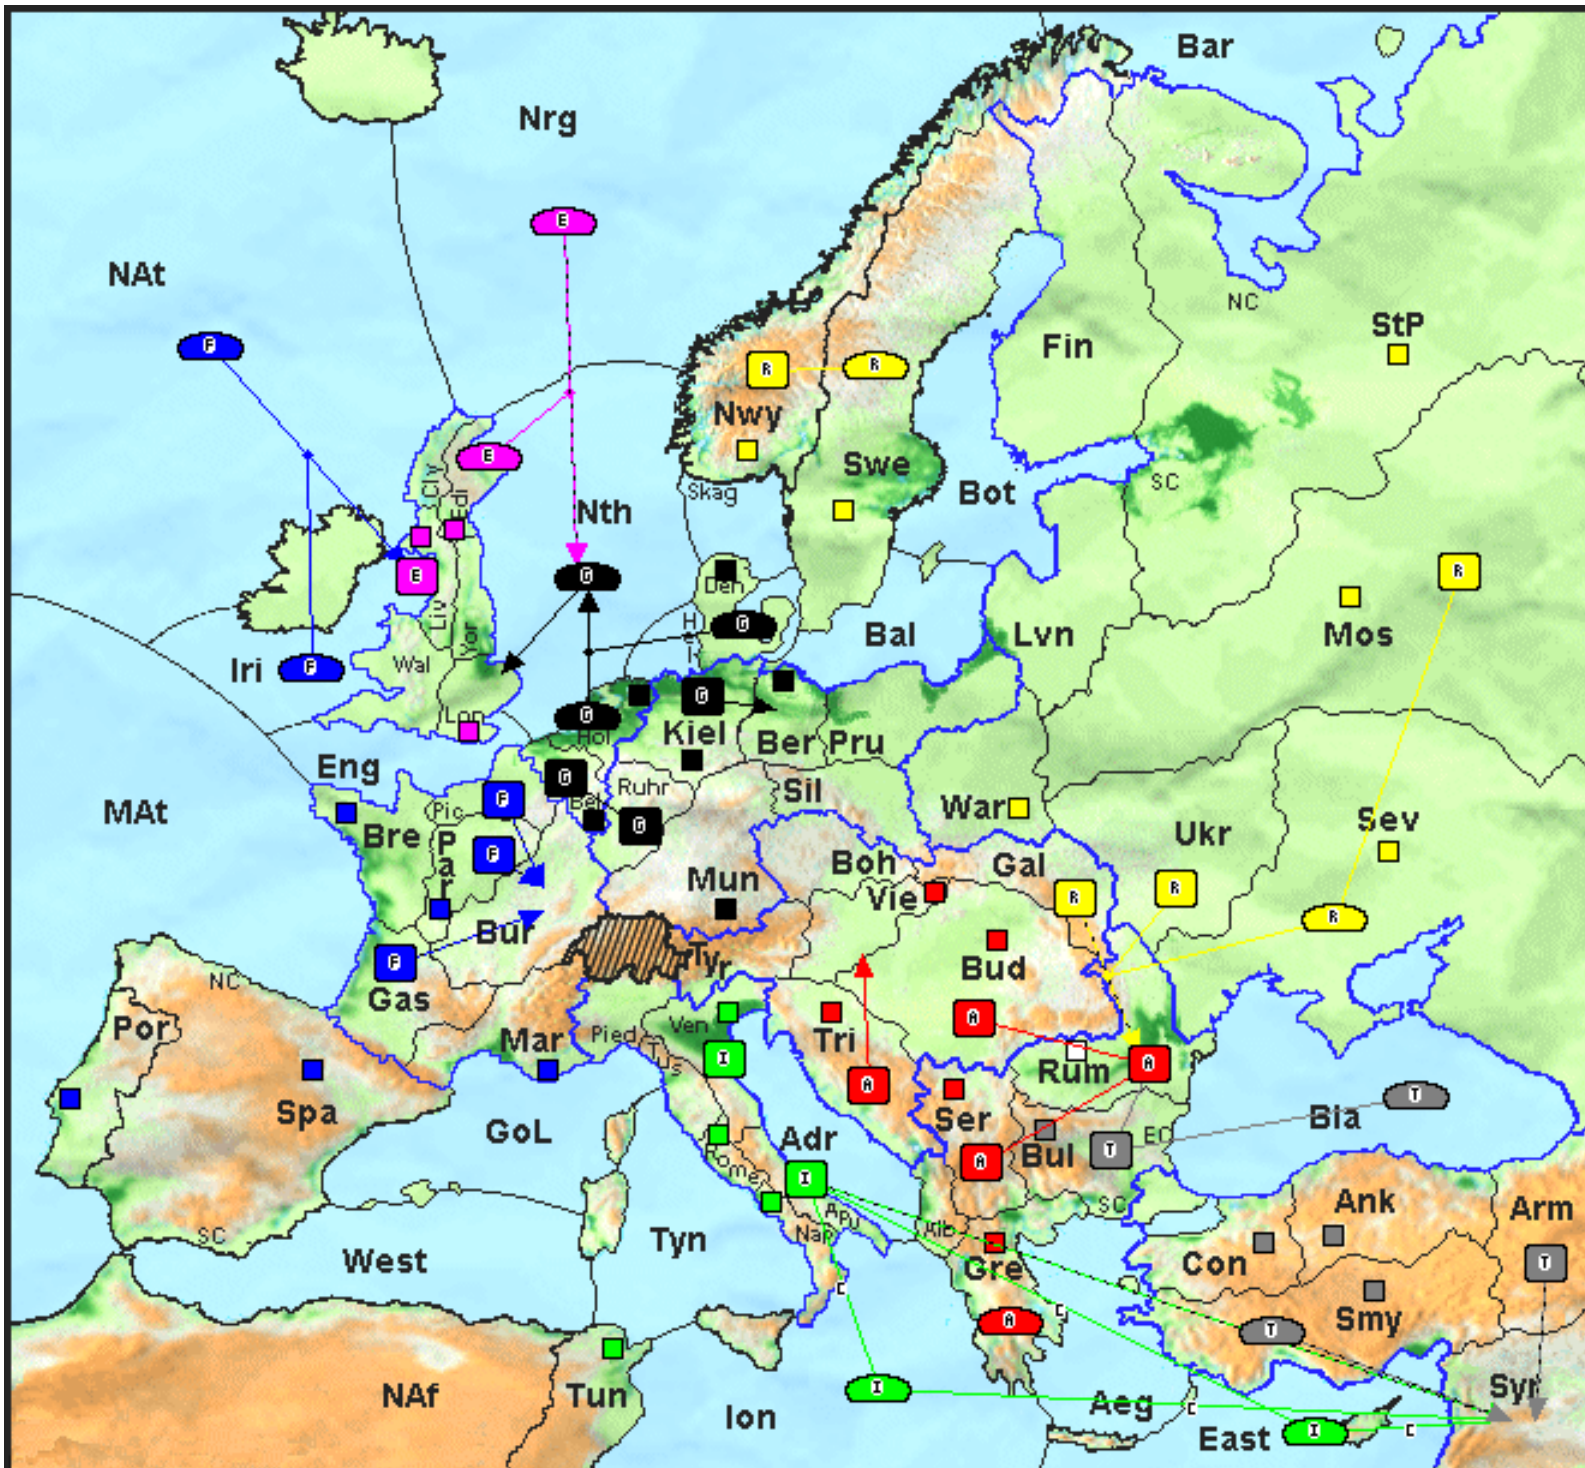 Bar
Nrg
NAt
NC
StP
Fin
R
E
F
R
Nwy
Swe
E
Cly
Edi
Skag
Nth
Bot
SC
E
G
Den
G
R
Mos
Iri
F
Liv
Yor
Wal
Hel
Bal
Lvn
Lon
G
G
Hol
Kiel
Ber
Pru
Eng
G
Bel
Ruhr
Sil
War
MAt
F
Pic
Bre
Par
F
G
Boh
Gal
Ukr
Sev
Mun
Vie
R
R
R
Bur
F
Gas
Tyr
Bud
NC
Por
Mar
Pied
Ven
Tus
I
Tri
A
A
Rum
A
Spa
GoL
Ser
Bul
T
EC
Bla
T
Adr
Rome
I
A
Apu
Nap
Alb
SC
SC
Ank
Arm
West
Tyn
Gre
Con
T
C
C
A
T
Smy
NAf
Tun
Ion
I
Aeg
C
Syr
East
I
C